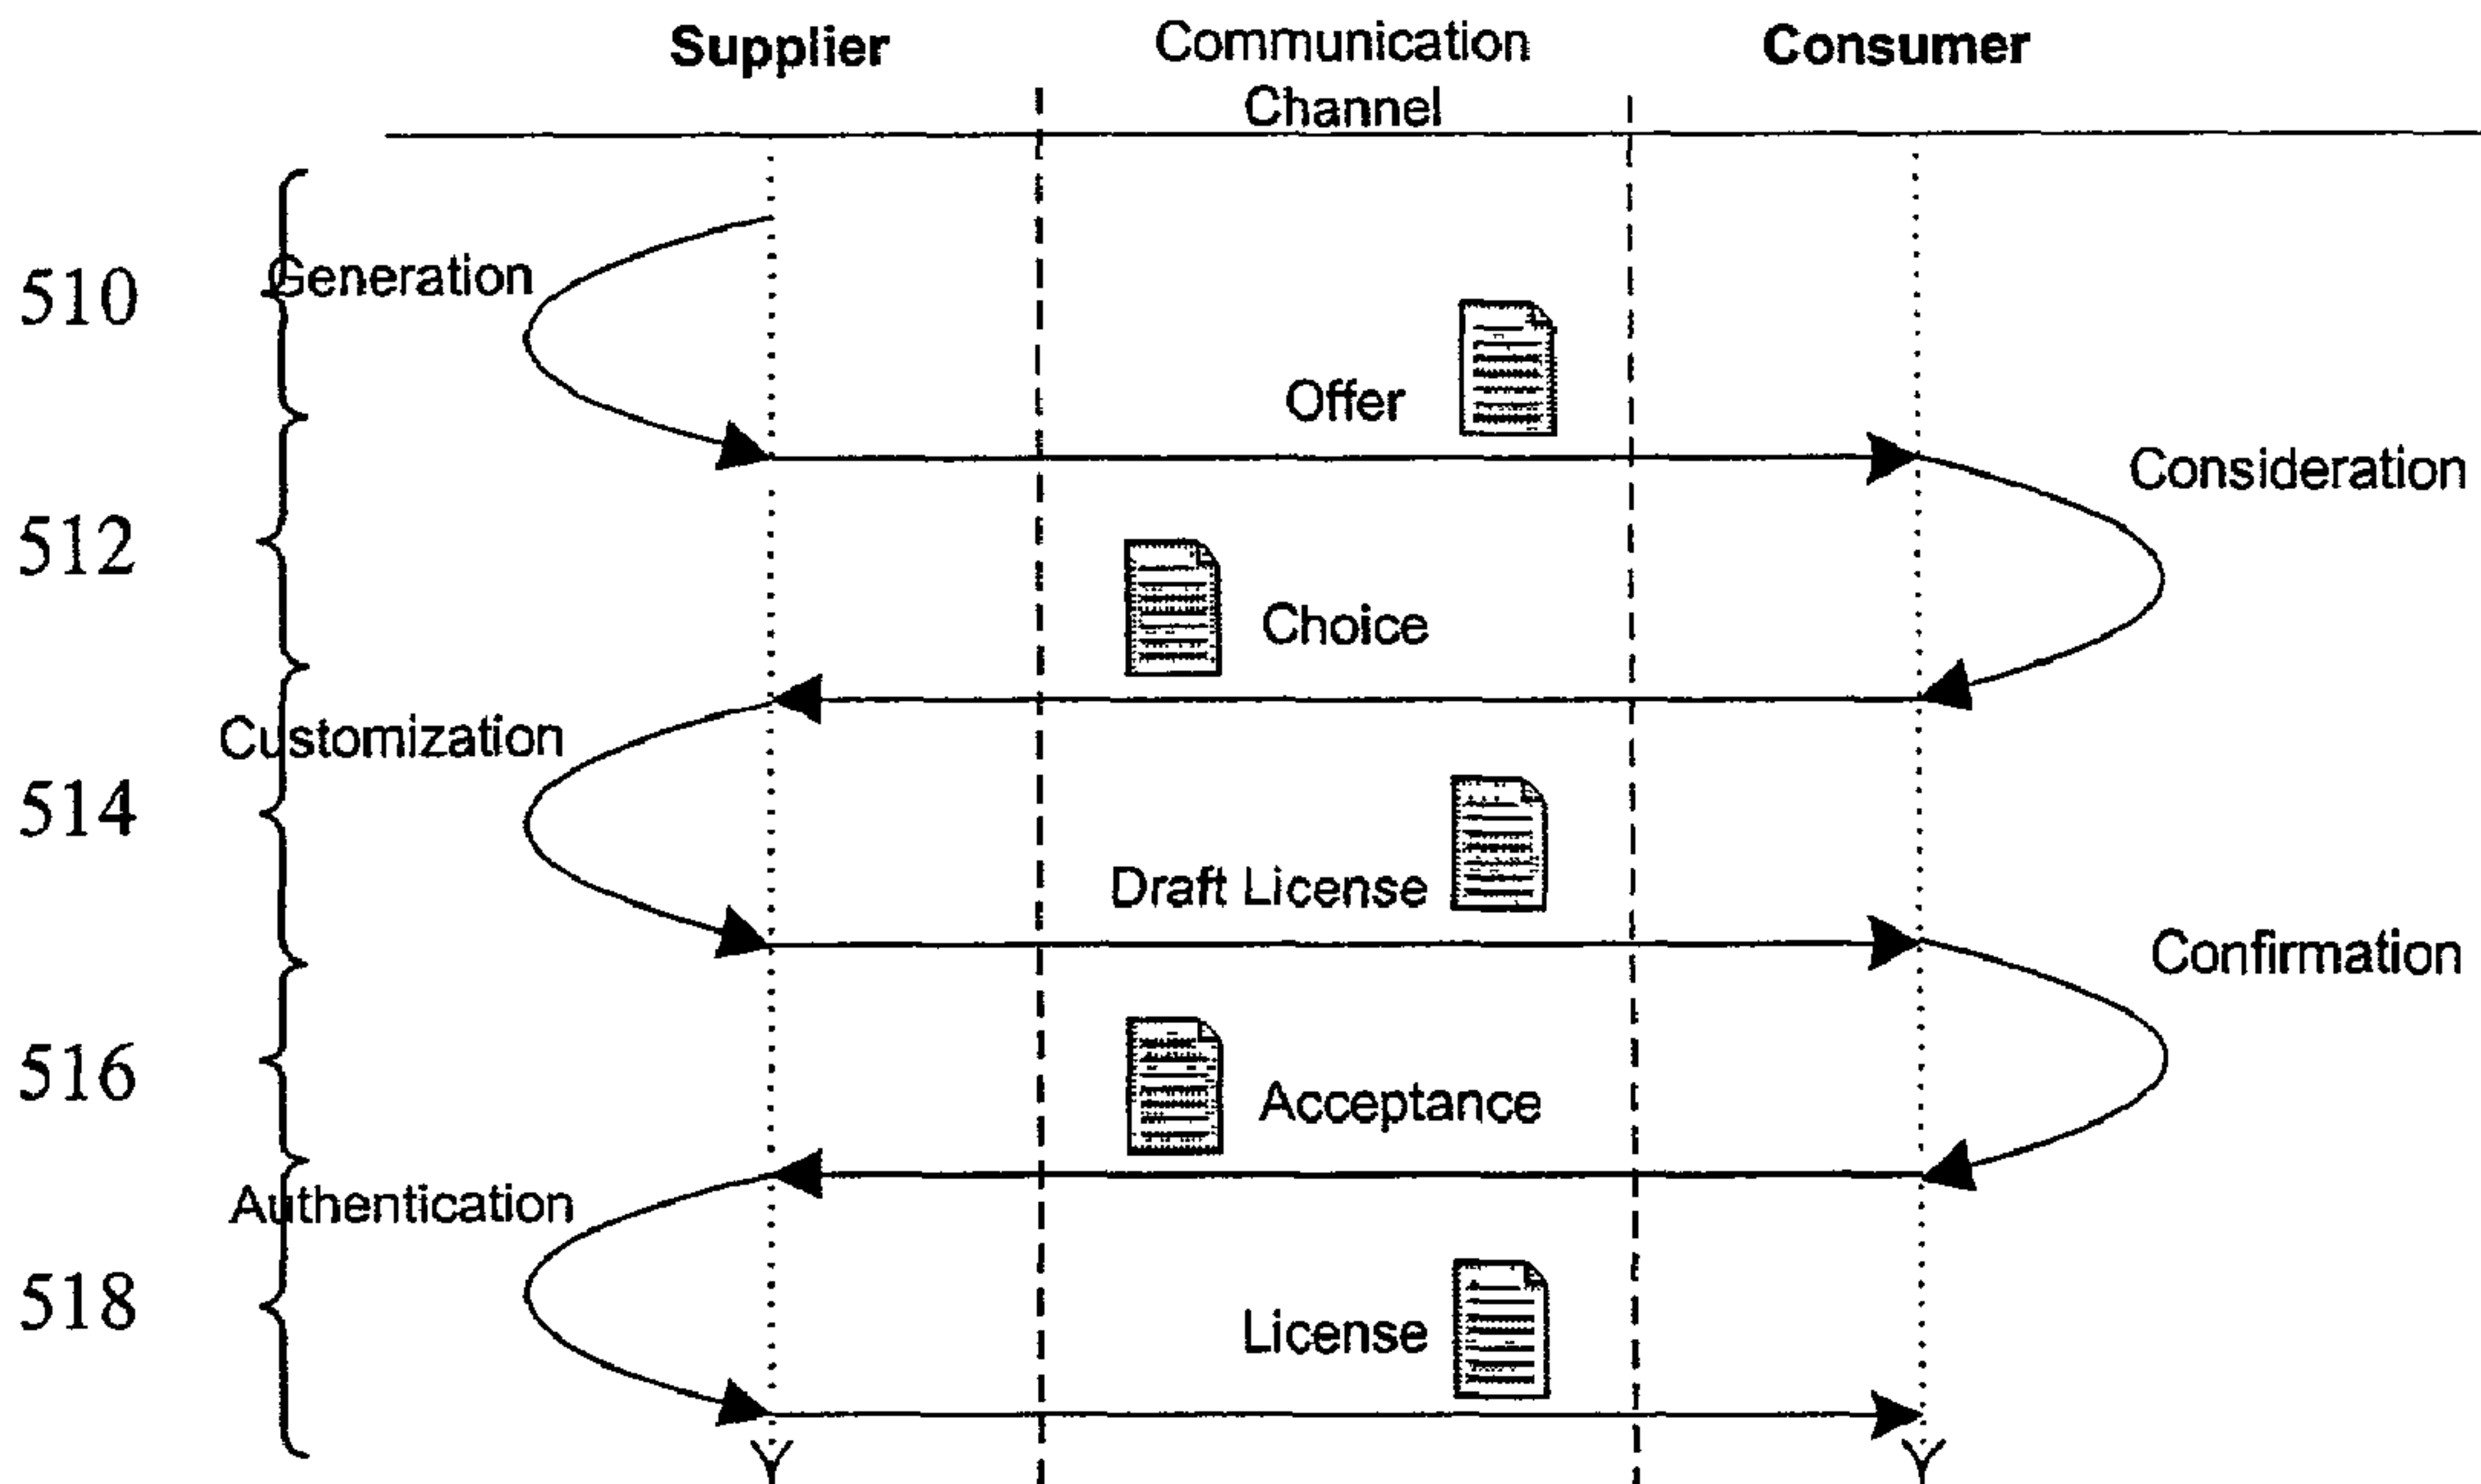 Supplier
Communication
Channel
Consumer
510
Generation
Offer
Consideration
512
Choice
Customization
514
Draft License
Confirmation
516
Acceptance
Authentication
518
License